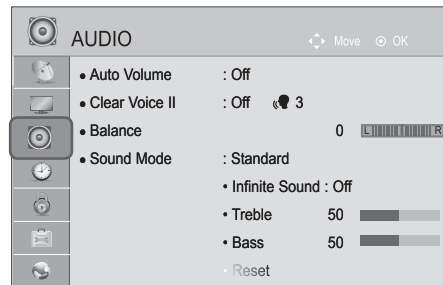 AUDIO Move OK
• Auto Volume : Off
• Clear Voice II : Off 3
• Balance 0 L R
• Sound Mode : Standard
• Infinite Sound : Off
• Treble 50
• Bass 50
• Reset